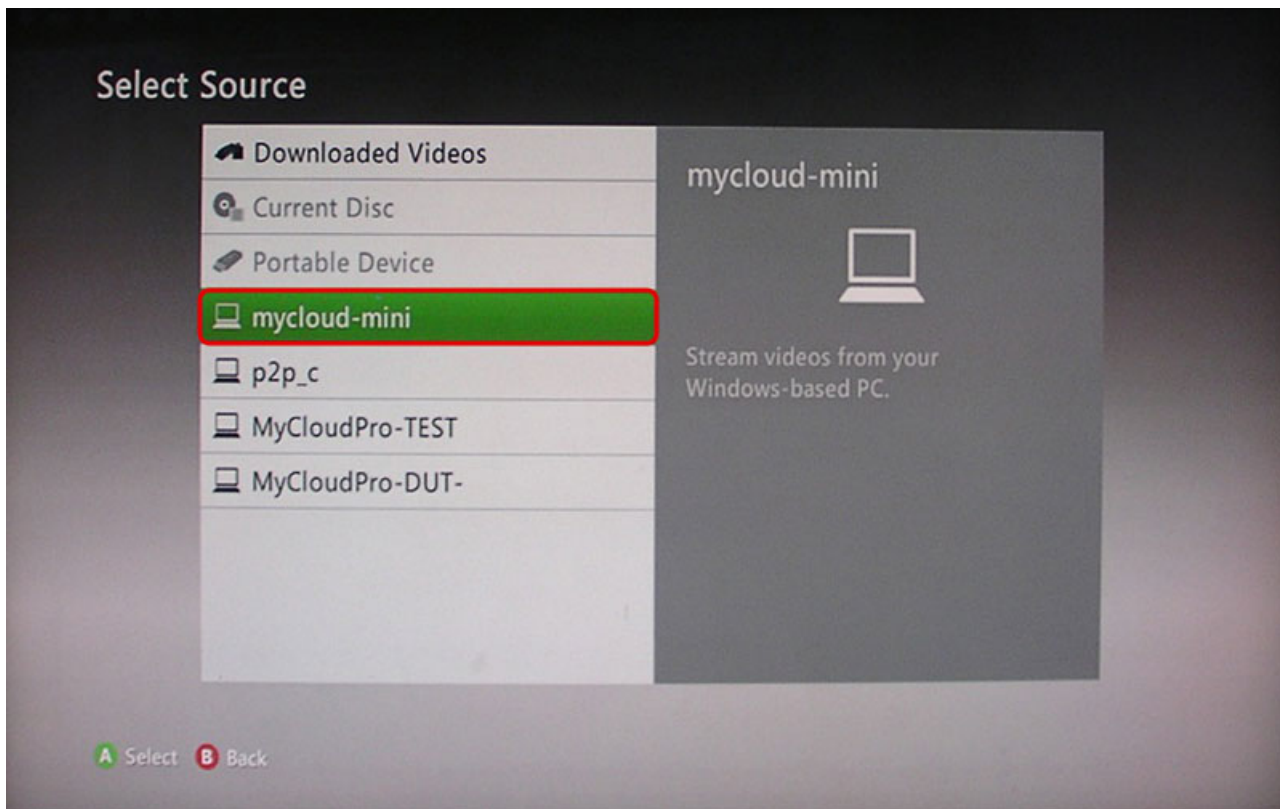 Select Source
Downloaded Videos
Current Disc
Portable Device
mycloud-mini
p2p_c
MyCloudPro-TEST
MyCloudPro-DUT-
mycloud-mini
Stream videos from your
Windows-based PC.
A Select B Back